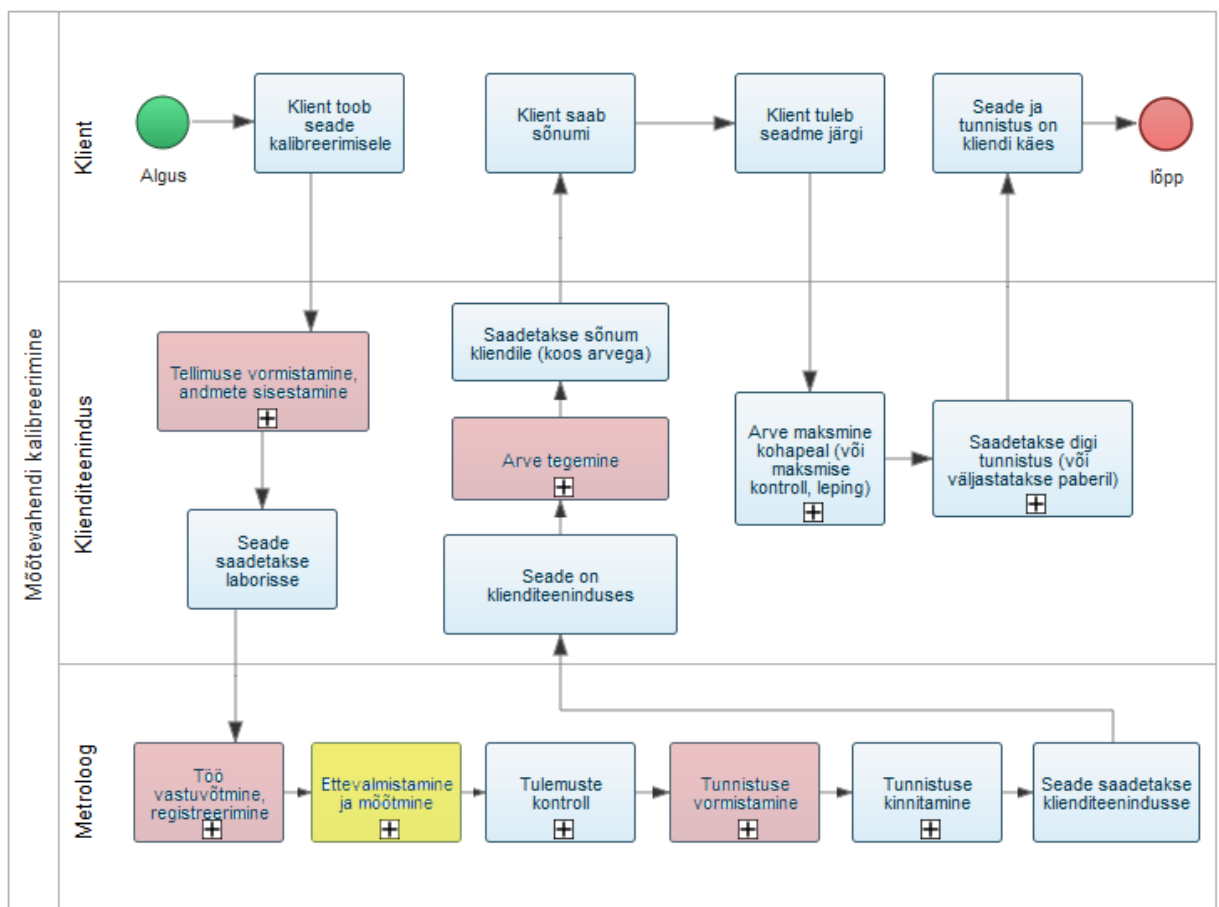 Mõõtevahendi kalibreerimine
Klient
Algus
Klient toob
seade
kalibreerimisele
Klient saab
sõnumi
Klient tuleb
seadme järgi
Seade ja
tunnistus on
kliendi käes
lõpp
Klienditeenindus
Tellimuse vormistamine,
andmete sisestamine
Seade
saadetakse
laborisse
Saadetakse sõnum
kliendile (koos arvega)
Arve tegemine
Seade on
klienditeeninduses
Arve maksmine
kohapeal (või
maksmise
kontroll, leping)
Saadetakse digi
tunnistus (või
väljastatakse paberil)
Metroloog
Töö
vastuvõtmine,
registreerimine
Ettevalmistamine
ja mõõtmine
Tulemuste
kontroll
Tunnistuse
vormistamine
Tunnistuse
kinnitamine
Seade saadetakse
klienditeenindusse